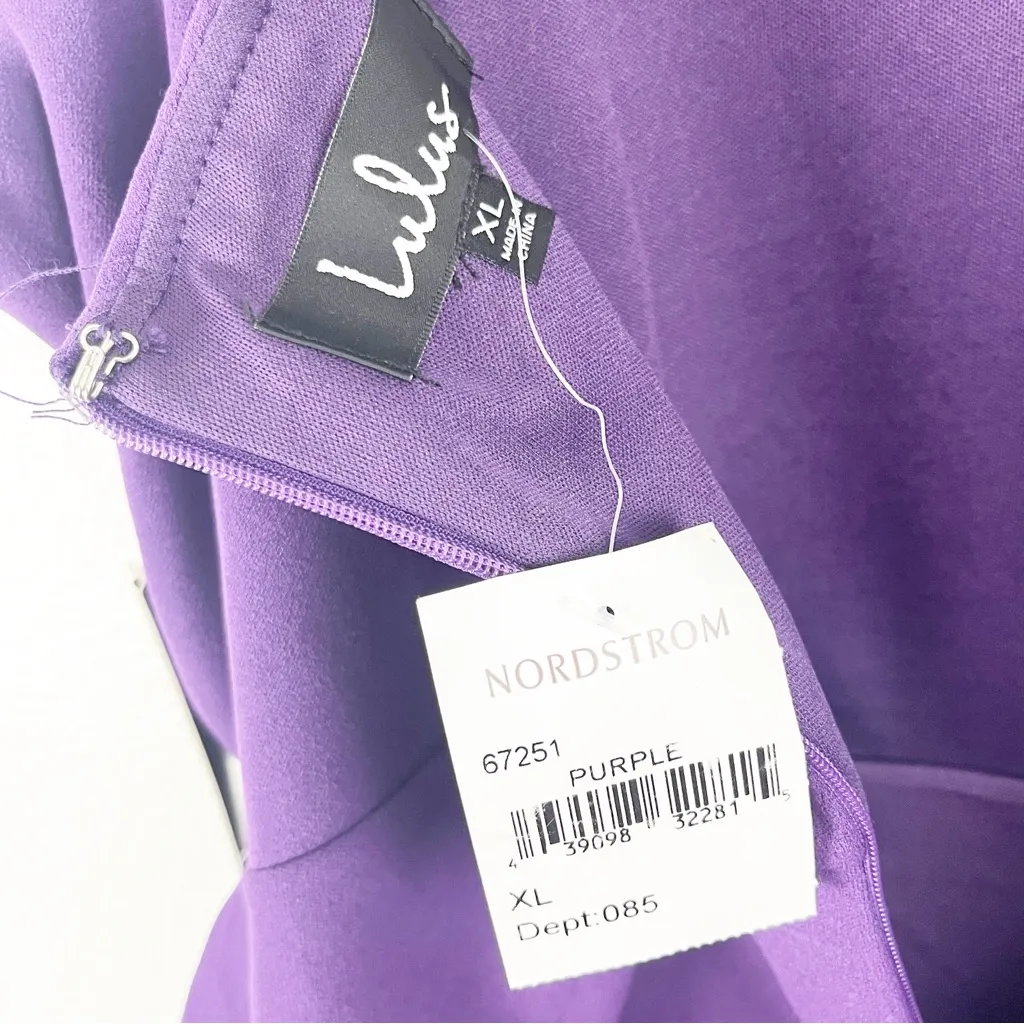 Lulus
XL
MADE IN
CHINA
NORDSTROM
67251
PURPLE
4 39098 32281 5
XL
Dept:085